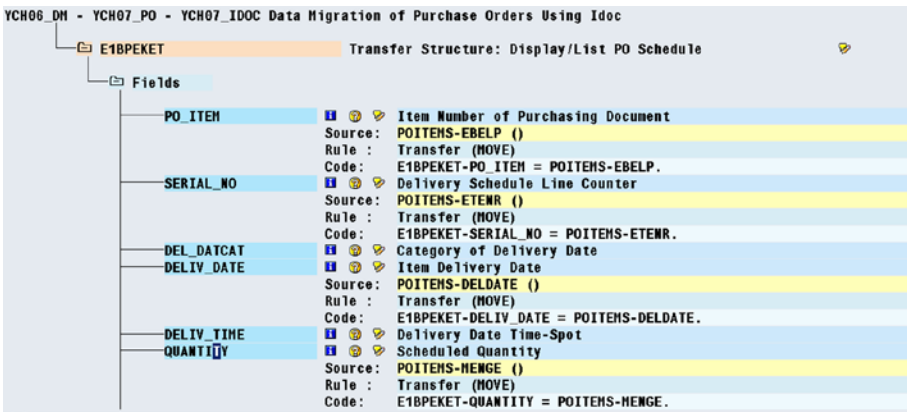 YCH06_DM - YCH07_PO - YCH07_IDOC Data Migration of Purchase Orders Using Idoc
E1BPEKET Transfer Structure: Display/List PO Schedule
Fields
PO_ITEM Item Number of Purchasing Document
Source: POITEMS-EBELP ()
Rule : Transfer (MOVE)
Code: E1BPEKET-PO_ITEM = POITEMS-EBELP.
SERIAL_NO Delivery Schedule Line Counter
Source: POITEMS-ETENR ()
Rule : Transfer (MOVE)
Code: E1BPEKET-SERIAL_NO = POITEMS-ETENR.
DEL_DATCAT Category of Delivery Date
DELIV_DATE Item Delivery Date
Source: POITEMS-DELDATE ()
Rule : Transfer (MOVE)
Code: E1BPEKET-DELIV_DATE = POITEMS-DELDATE.
DELIV_TIME Delivery Date Time-Spot
QUANTITY Scheduled Quantity
Source: POITEMS-MENGE ()
Rule : Transfer (MOVE)
Code: E1BPEKET-QUANTITY = POITEMS-MENGE.